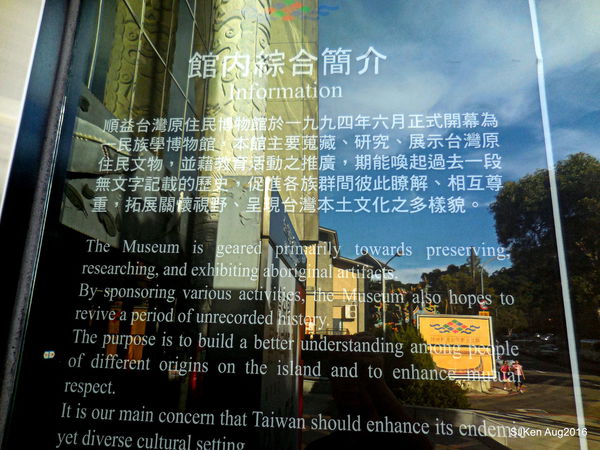 館內綜合簡介
Information
順益台灣原住民博物館於一九九四年六月正式開幕為
一民族學博物館，本館主要蒐藏、研究、展示台灣原
住民文物，並藉教育活動之推廣，期能喚起過去一段
無文字記載的歷史，促進各族群間彼此瞭解、相互尊
重，拓展關懷視野、呈現台灣本土文化之多樣貌。
The Museum is geared primarily towards preserving,
researching, and exhibiting aboriginal artifacts.
By sponsoring various activities, the Museum also hopes to
revive a period of unrecorded history.
The purpose is to build a better understanding among people
of different origins on the island and to enhance mutual
respect.
It is our main concern that Taiwan should enhance its endemic
yet diverse cultural setting.
SuKen Aug2016